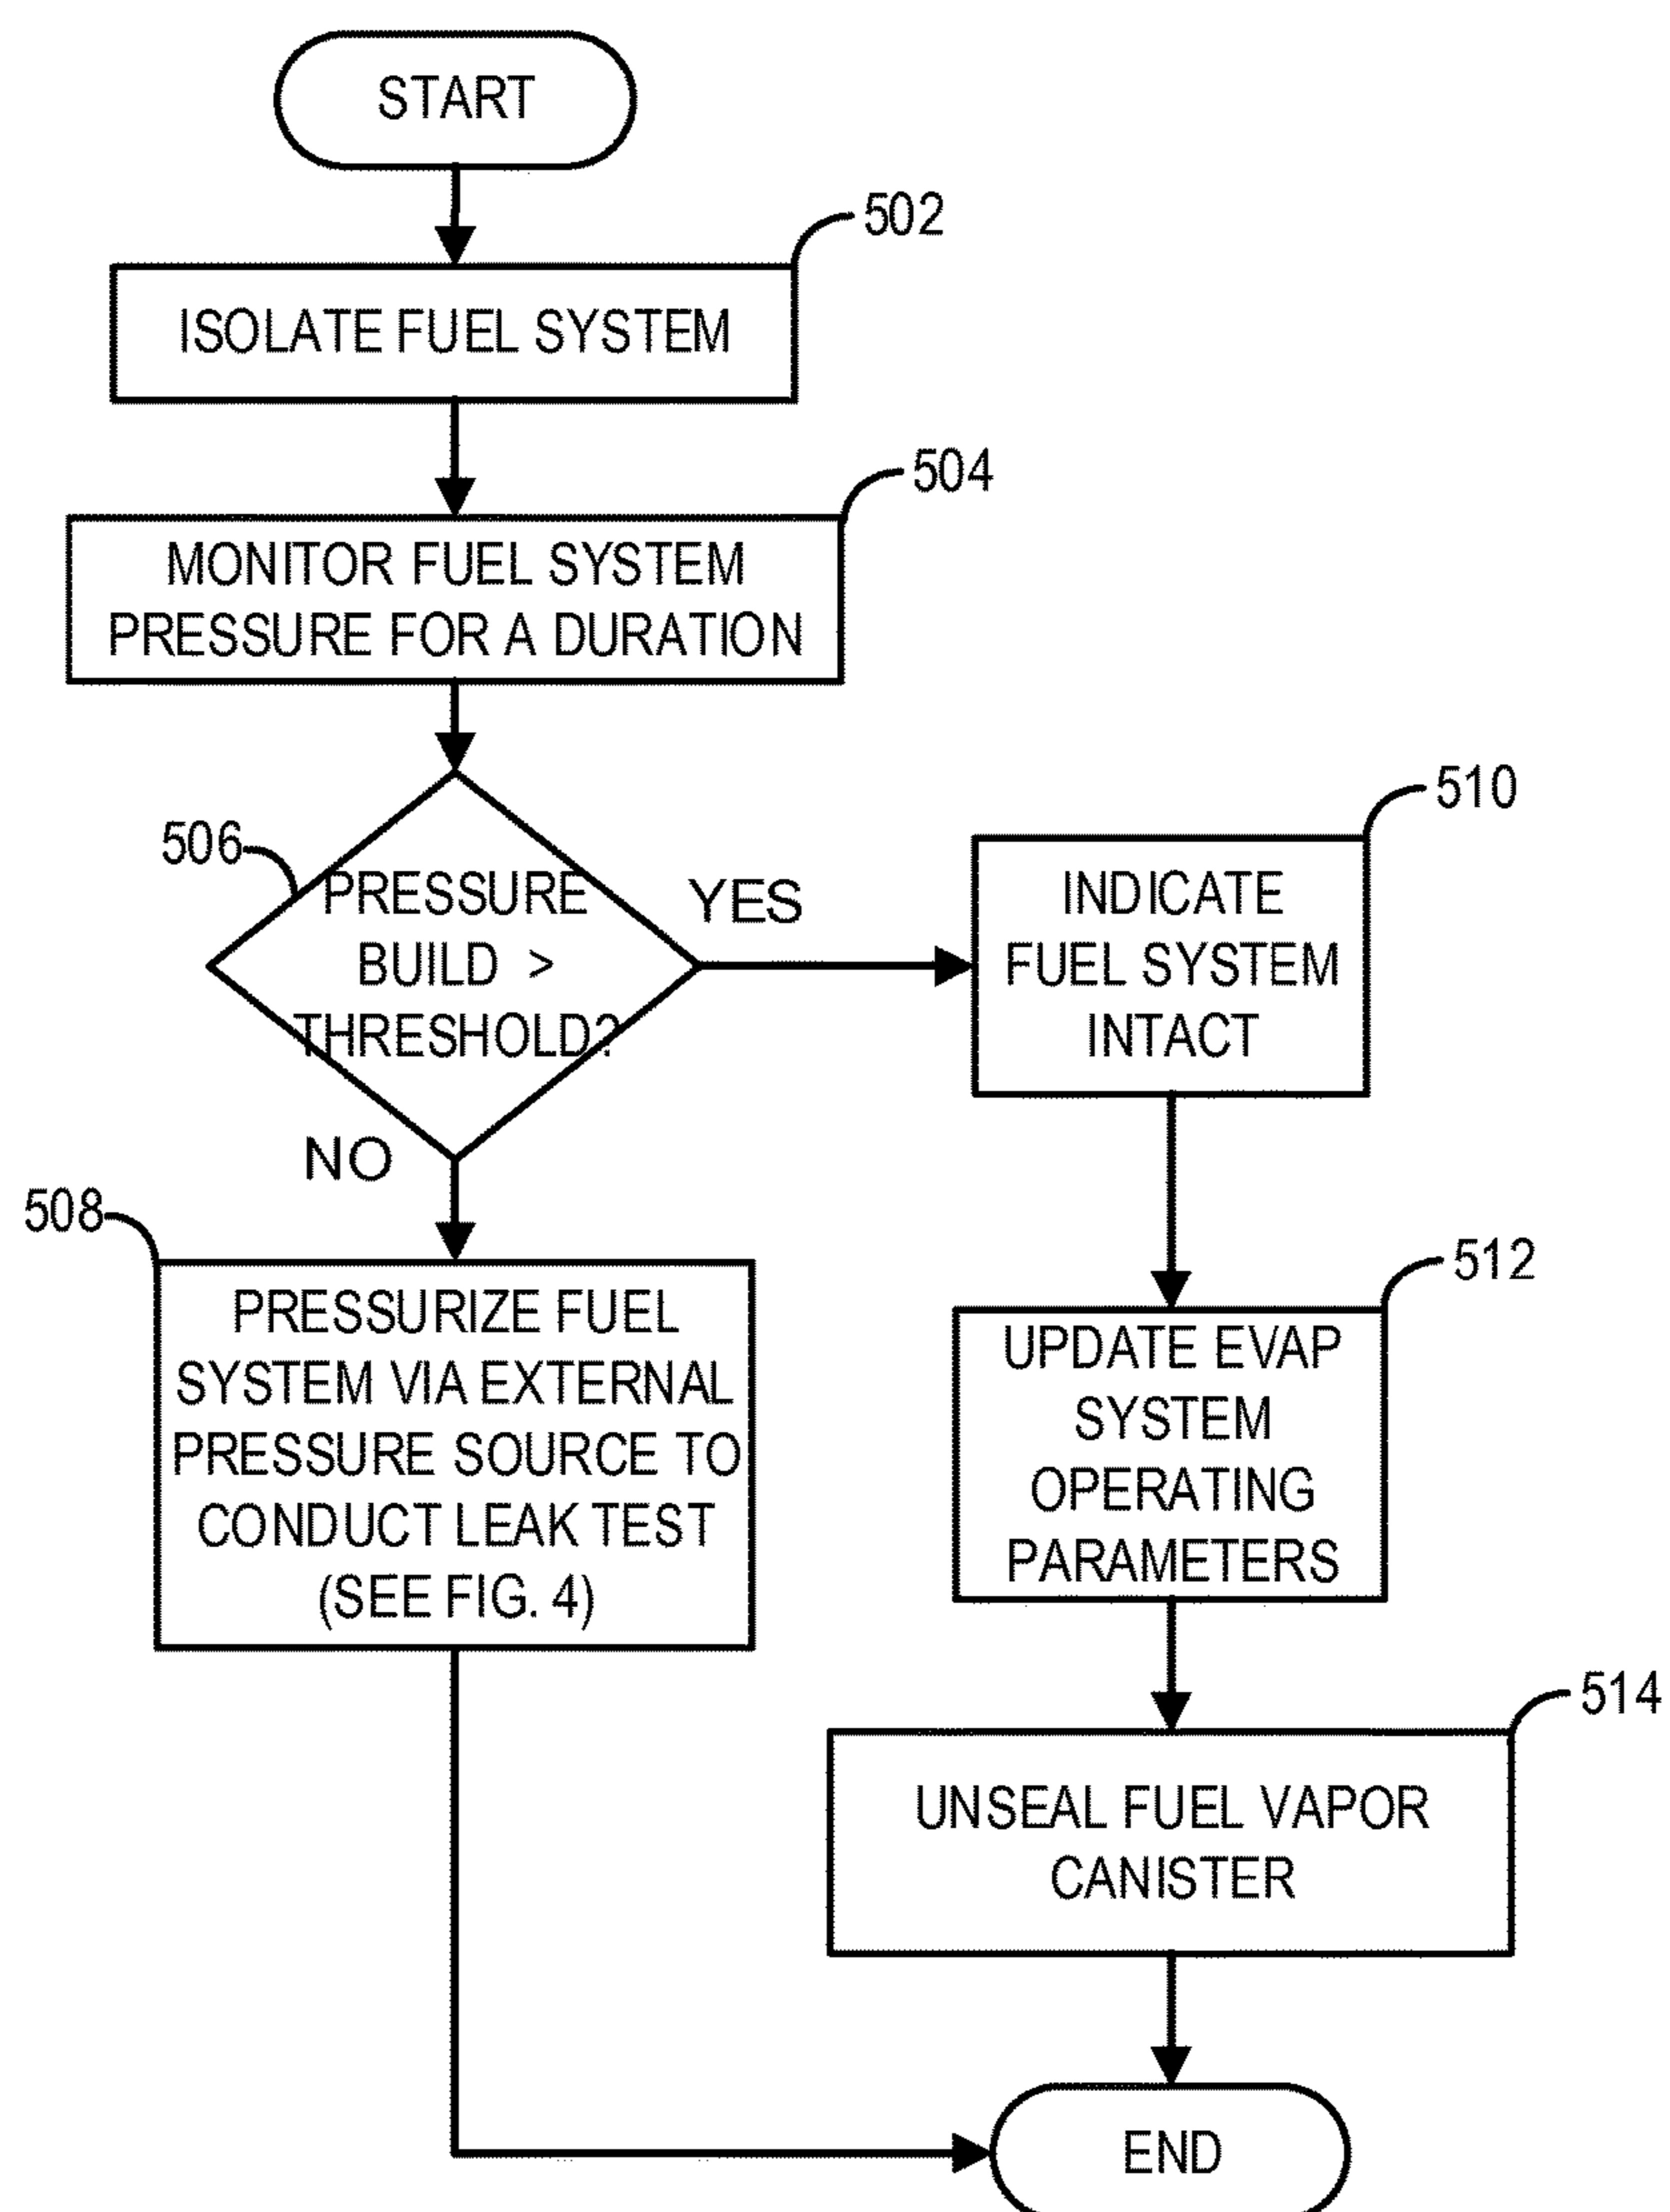 START
502
ISOLATE FUEL SYSTEM
504
MONITOR FUEL SYSTEM
PRESSURE FOR A DURATION
506
PRESSURE
BUILD >
THRESHOLD?
YES
NO
510
INDICATE
FUEL SYSTEM
INTACT
508
PRESSURIZE FUEL
SYSTEM VIA EXTERNAL
PRESSURE SOURCE TO
CONDUCT LEAK TEST
(SEE FIG. 4)
512
UPDATE EVAP
SYSTEM
OPERATING
PARAMETERS
514
UNSEAL FUEL VAPOR
CANISTER
END